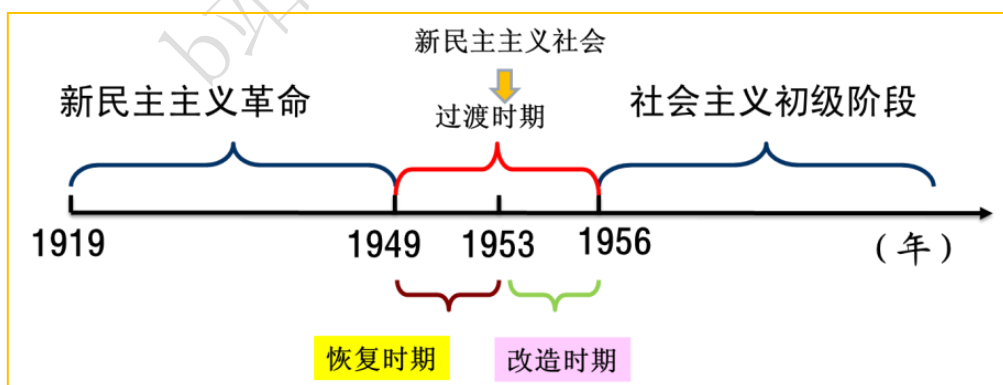 新民主主义社会
新民主主义革命
过渡时期
社会主义初级阶段
1919
1949
1953
1956
(年)
恢复时期
改造时期